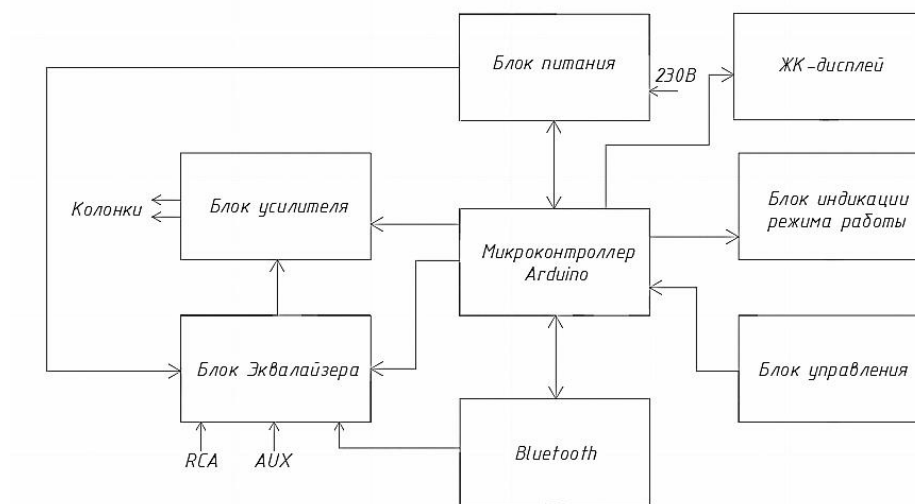 Блок питания
230В
ЖК-дисплей
Колонки
Блок усилителя
Микроконтроллер
Arduino
Блок индикации
режима работы
Блок Эквалайзера
Блок управления
RCA
AUX
Bluetooth